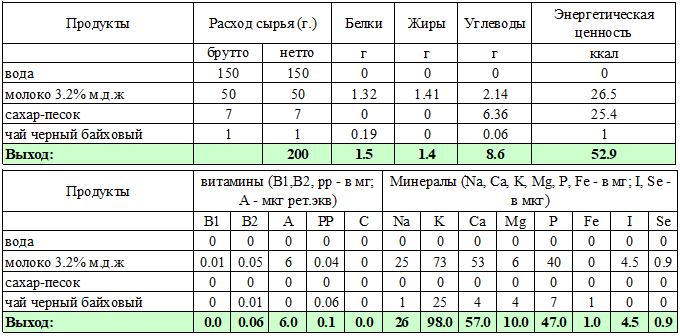 Продукты Расход сырья (г.) Белки Жиры Углеводы Энергетическая ценность
брутто нетто г г г ккал
вода 150 150 0 0 0 0
молоко 3.2% м.д.ж 50 50 1.32 1.41 2.14 26.5
сахар-песок 7 7 0 0 6.36 25.4
чай черный байховый 1 1 0.19 0 0.06 1
Выход: 200 1.5 1.4 8.6 52.9
Продукты витамины (В1,В2, рр - в мг; А - мкг рет.экв) Минералы (Na, Ca, K, Mg, P, Fe - в мг; I, Se - в мкг)
В1 В2 А РР С Na K Ca Mg P Fe I Se
вода 0 0 0 0 0 0 0 0 0 0 0 0 0
молоко 3.2% м.д.ж 0.01 0.05 6 0.04 0 25 73 53 6 40 0 4.5 0.9
сахар-песок 0 0 0 0 0 0 0 0 0 0 0 0 0
чай черный байховый 0 0.01 0 0.06 0 1 25 4 4 7 1 0 0
Выход: 0.0 0.06 6.0 0.1 0.0 26 98.0 57.0 10.0 47.0 1.0 4.5 0.9